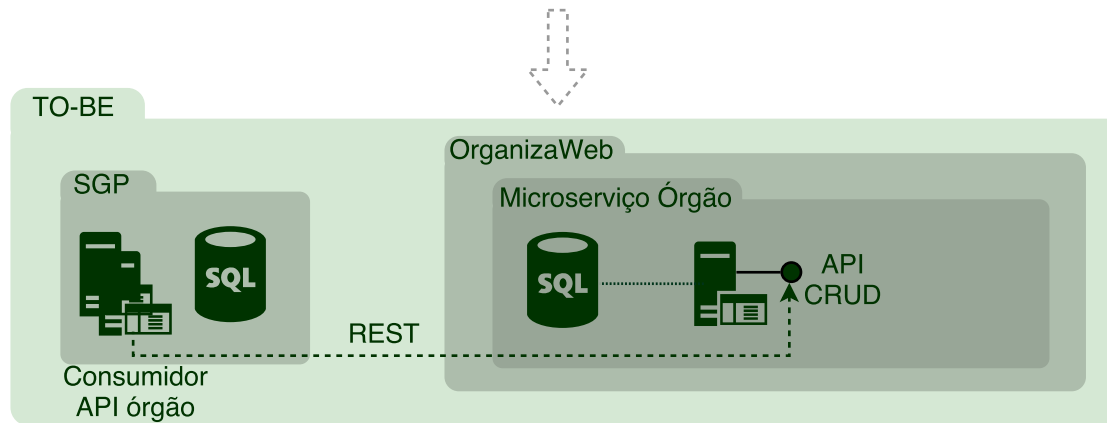 TO-BE
OrganizaWeb
SGP
Microserviço Órgão
SQL
SQL
API
CRUD
REST
Consumidor
API órgão